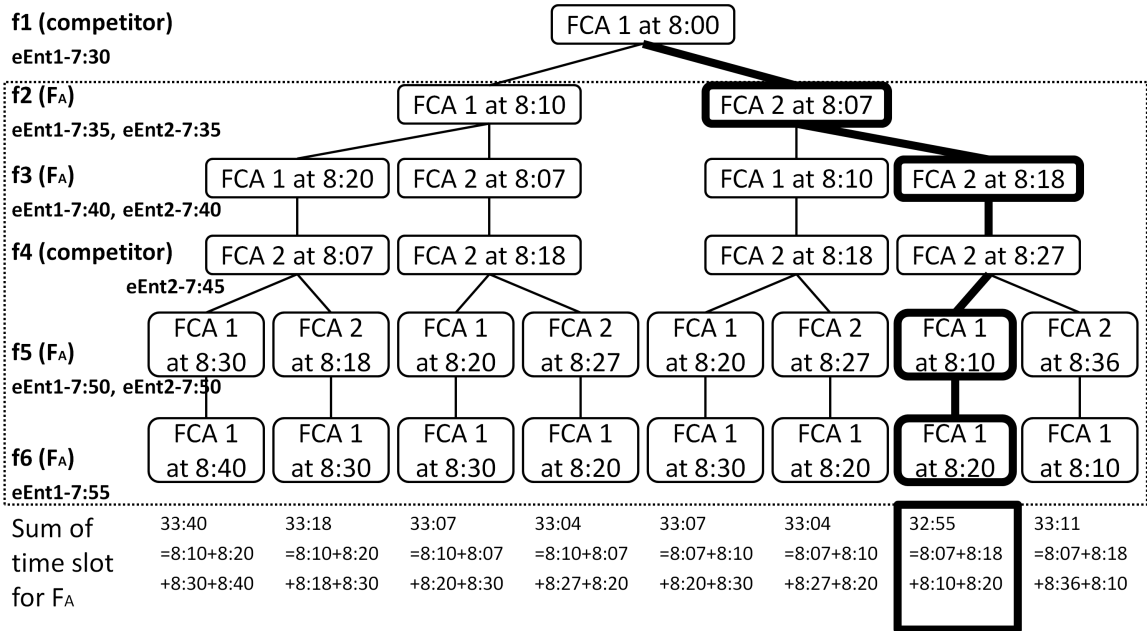 f1 (competitor)
FCA 1 at 8:00
eEnt1-7:30
f2 (FA)
FCA 1 at 8:10
FCA 2 at 8:07
eEnt1-7:35, eEnt2-7:35
f3 (FA)
FCA 1 at 8:20
FCA 2 at 8:07
FCA 1 at 8:10
FCA 2 at 8:18
eEnt1-7:40, eEnt2-7:40
f4 (competitor)
FCA 2 at 8:07
FCA 2 at 8:18
FCA 2 at 8:18
FCA 2 at 8:27
eEnt2-7:45
f5 (FA)
FCA 1
at 8:30
FCA 2
at 8:18
FCA 1
at 8:20
FCA 2
at 8:27
FCA 1
at 8:20
FCA 2
at 8:27
FCA 1
at 8:10
FCA 2
at 8:36
eEnt1-7:50, eEnt2-7:50
f6 (FA)
FCA 1
at 8:40
FCA 1
at 8:30
FCA 1
at 8:30
FCA 1
at 8:20
FCA 1
at 8:30
FCA 1
at 8:20
FCA 1
at 8:20
FCA 1
at 8:10
eEnt1-7:55
Sum of
time slot
for FA
33:40
=8:10+8:20
+8:30+8:40
33:18
=8:10+8:20
+8:18+8:30
33:07
=8:10+8:07
+8:20+8:30
33:04
=8:10+8:07
+8:27+8:20
33:07
=8:07+8:10
+8:20+8:30
33:04
=8:07+8:10
+8:27+8:20
32:55
=8:07+8:18
+8:10+8:20
33:11
=8:07+8:18
+8:36+8:10